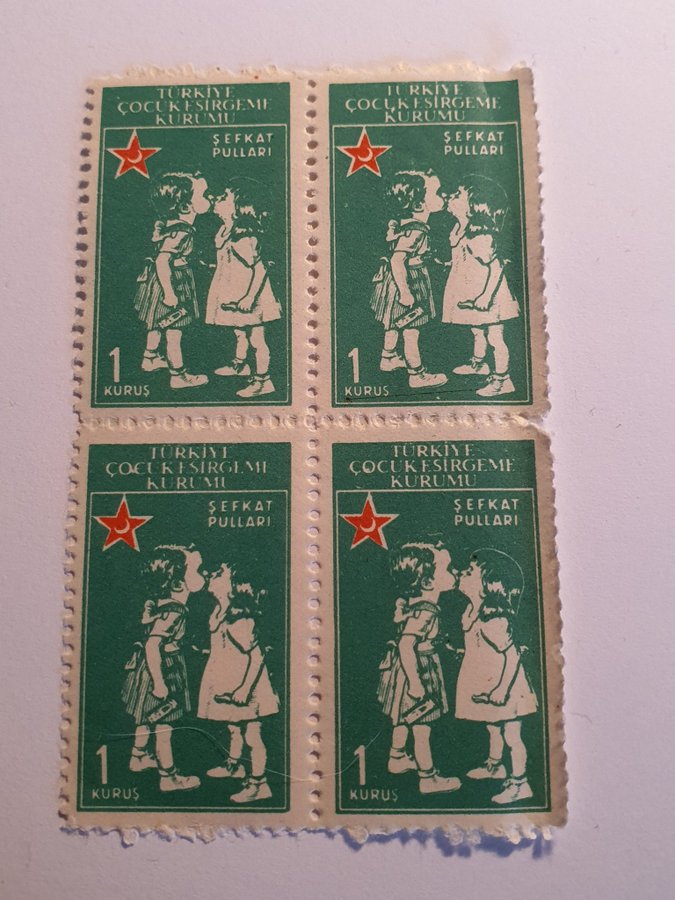 TÜRKİYE
ÇOCUK ESİRGEME
KURUMU
ŞEFKAT
PULLARI
1
KURUŞ
TÜRKİYE
ÇOCUK ESİRGEME
KURUMU
ŞEFKAT
PULLARI
1
KURUŞ
TÜRKİYE
ÇOCUK ESİRGEME
KURUMU
ŞEFKAT
PULLARI
1
KURUŞ
TÜRKİYE
ÇOCUK ESİRGEME
KURUMU
ŞEFKAT
PULLARI
1
KURUŞ